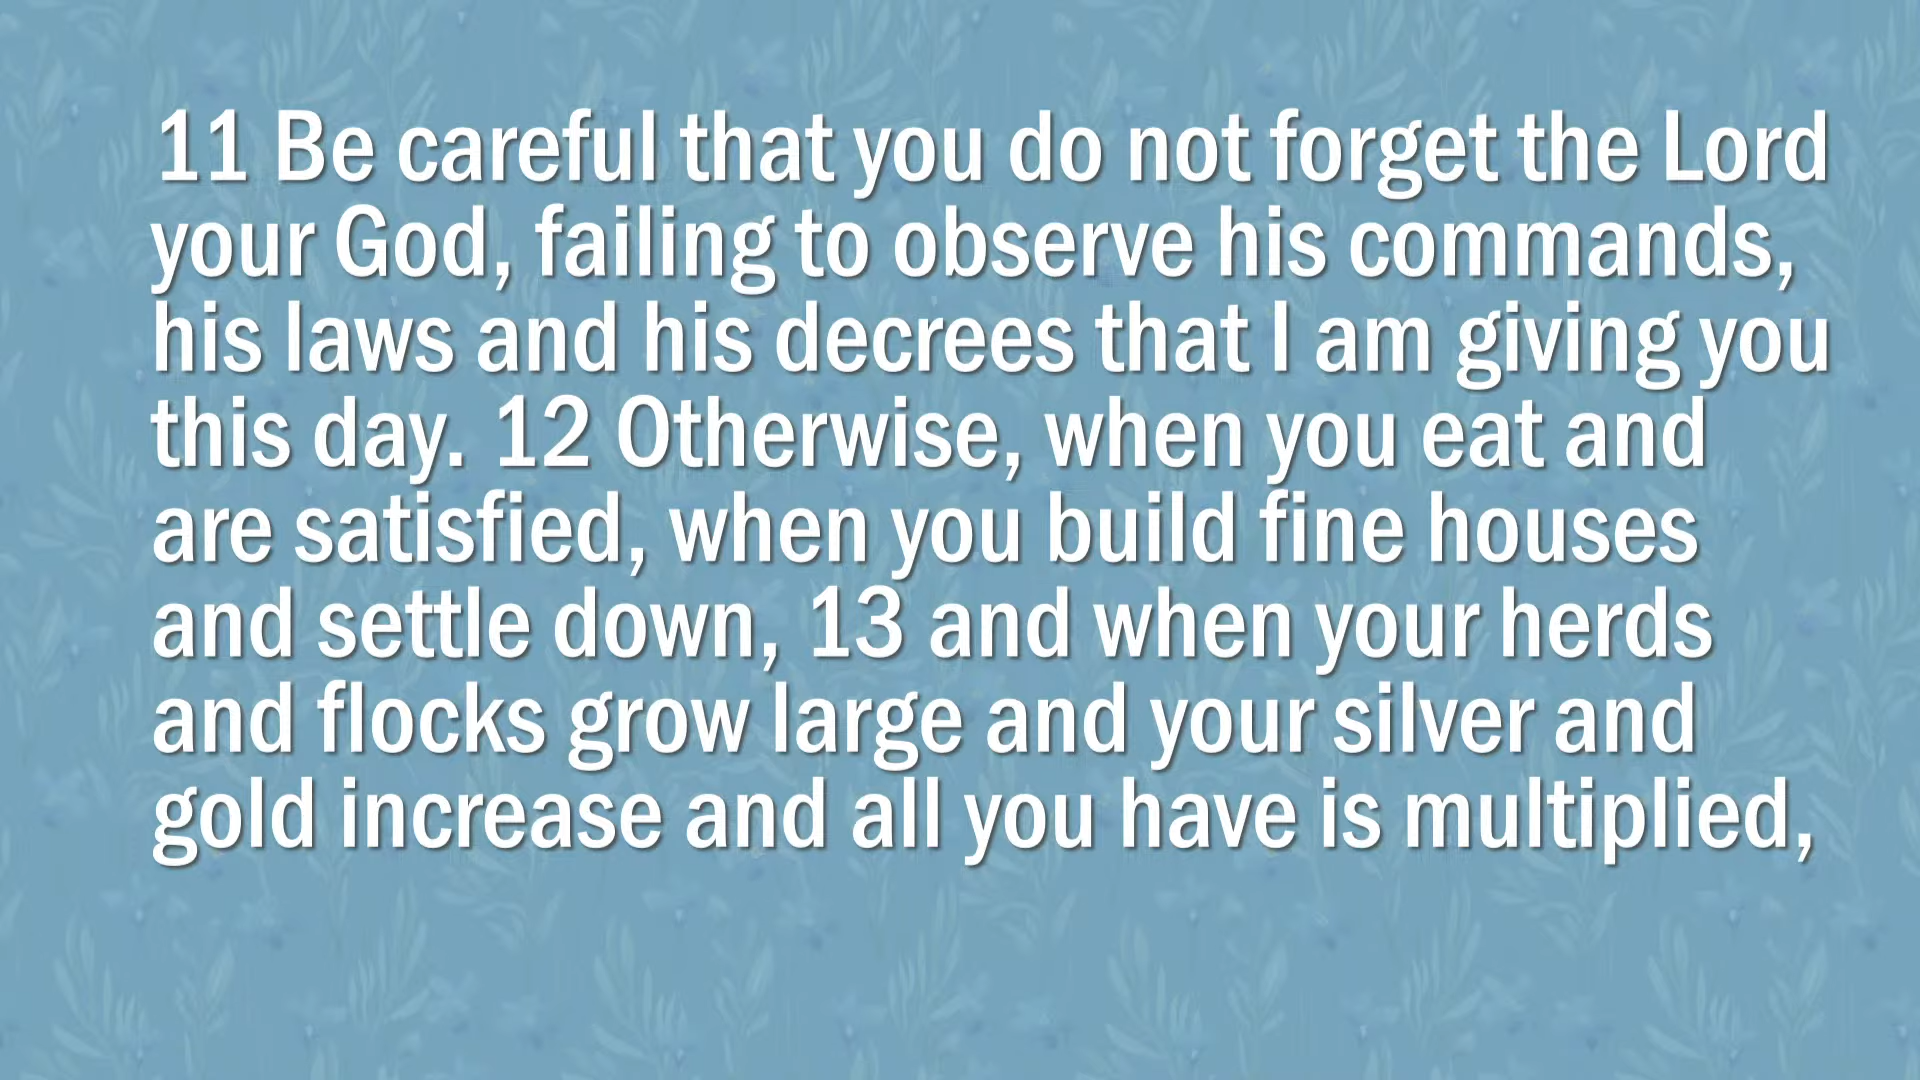 11 Be careful that you do not forget the Lord
your God, failing to observe his commands,
his laws and his decrees that I am giving you
this day. 12 Otherwise, when you eat and
are satisfied, when you build fine houses
and settle down, 13 and when your herds
and flocks grow large and your silver and
gold increase and all you have is multiplied,